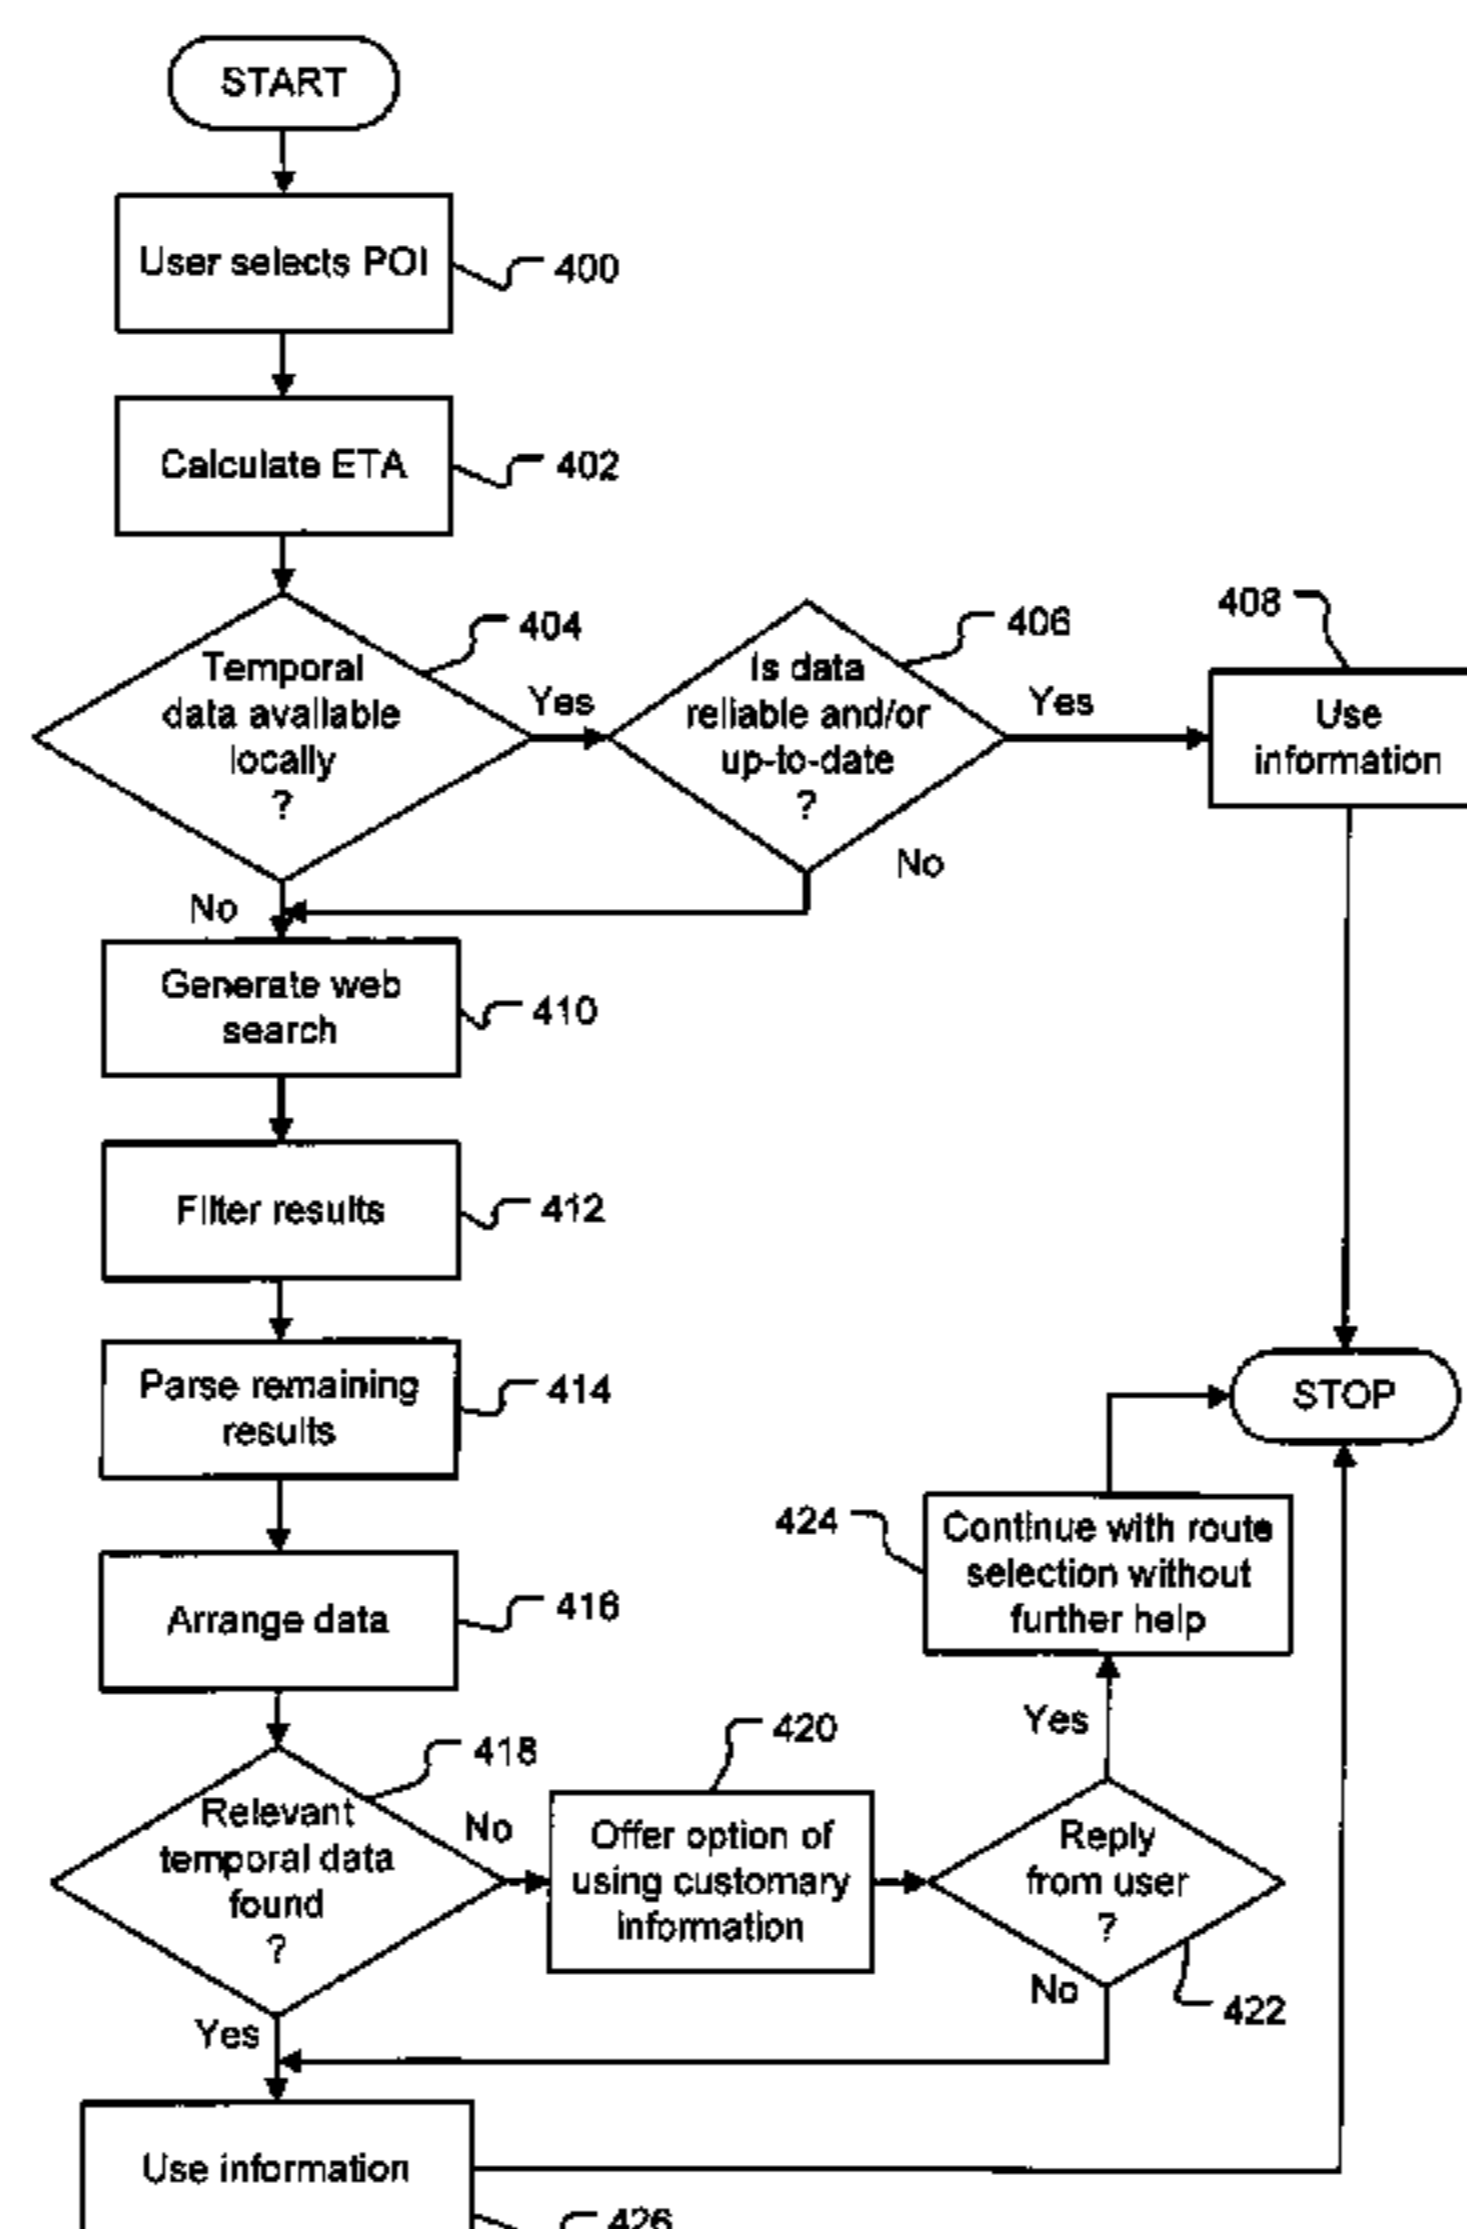 START
User selects POI
400
Calculate ETA
402
Temporal
data available
locally
?
404
Yes
Is data
reliable and/or
up-to-date
?
406
Yes
408
Use
information
No
No
Generate web
search
410
Filter results
412
Parse remaining
results
414
STOP
424
Continue with route
selection without
further help
Arrange data
416
Yes
418
Relevant
temporal data
found
?
No
420
Offer option of
using customary
information
Reply
from user
?
No
422
Yes
Use information
426